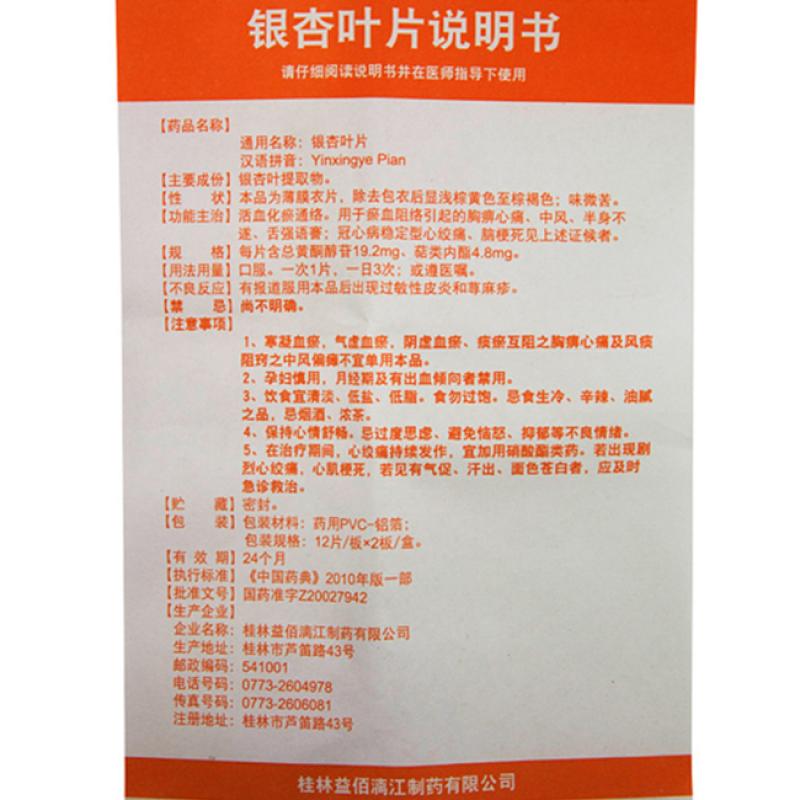 银杏叶片说明书
请仔细阅读说明书并在医师指导下使用
【药品名称】
通用名称：银杏叶片
汉语拼音：Yinxingye Pian
【主要成份】银杏叶提取物。
【性　　状】本品为薄膜衣片，除去包衣后显浅棕黄色至棕褐色；味微苦。
【功能主治】活血化瘀通络。用于瘀血阻络引起的胸痹心痛、中风、半身不
遂、舌强语謇；冠心病稳定型心绞痛、脑梗死见上述证候者。
【规　　格】每片含总黄酮醇苷19.2mg、萜类内酯4.8mg。
【用法用量】口服。一次1片，一日3次；或遵医嘱。
【不良反应】有报道服用本品后出现过敏性皮炎和荨麻疹。
【禁　　忌】尚不明确。
【注意事项】
1、寒凝血瘀，气虚血瘀，阴虚血瘀、痰瘀互阻之胸痹心痛及风痰
阻窍之中风偏瘫不宜单用本品。
2、孕妇慎用，月经期及有出血倾向者禁用。
3、饮食宜清淡、低盐、低脂。食勿过饱。忌食生冷、辛辣、油腻
之品，忌烟酒、浓茶。
4、保持心情舒畅。忌过度思虑、避免恼怒、抑郁等不良情绪。
5、在治疗期间，心绞痛持续发作，宜加用硝酸酯类药。若出现剧
烈心绞痛，心肌梗死，若见有气促、汗出、面色苍白者，应及时
急诊救治。
【贮　　藏】密封。
【包　　装】包装材料：药用PVC-铝箔；
包装规格：12片/板×2板/盒。
【有 效 期】24个月
【执行标准】《中国药典》2010年版一部
【批准文号】国药准字Z20027942
【生产企业】
企业名称：桂林益佰漓江制药有限公司
生产地址：桂林市芦笛路43号
邮政编码：541001
电话号码：0773-2604978
传真号码：0773-2606081
注册地址：桂林市芦笛路43号
桂林益佰漓江制药有限公司